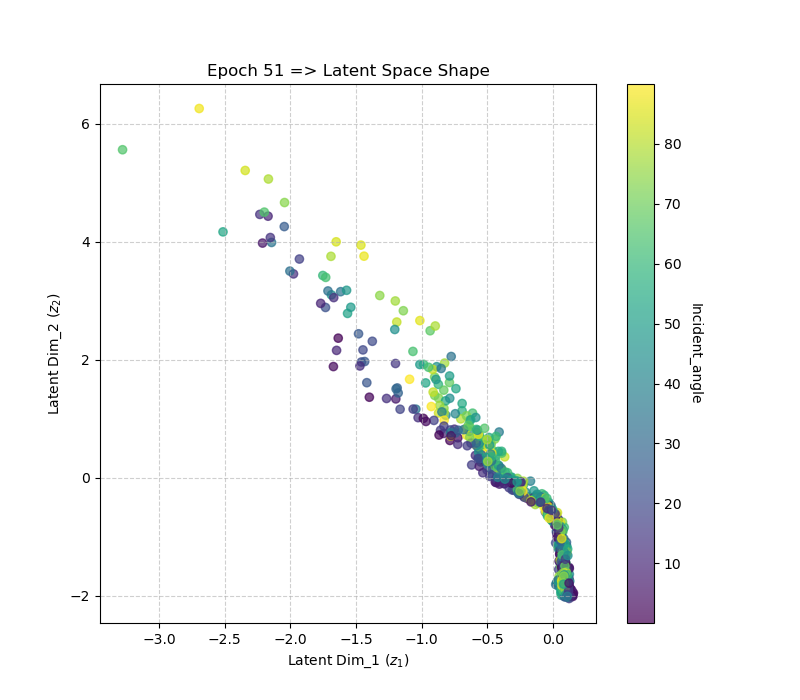 Epoch 51 => Latent Space Shape
6
4
2
0
−2
Latent Dim_2 (z₂)
−3.0 −2.5 −2.0 −1.5 −1.0 −0.5 0.0
Latent Dim_1 (z₁)
80
70
60
50
40
30
20
10
Incident_angle